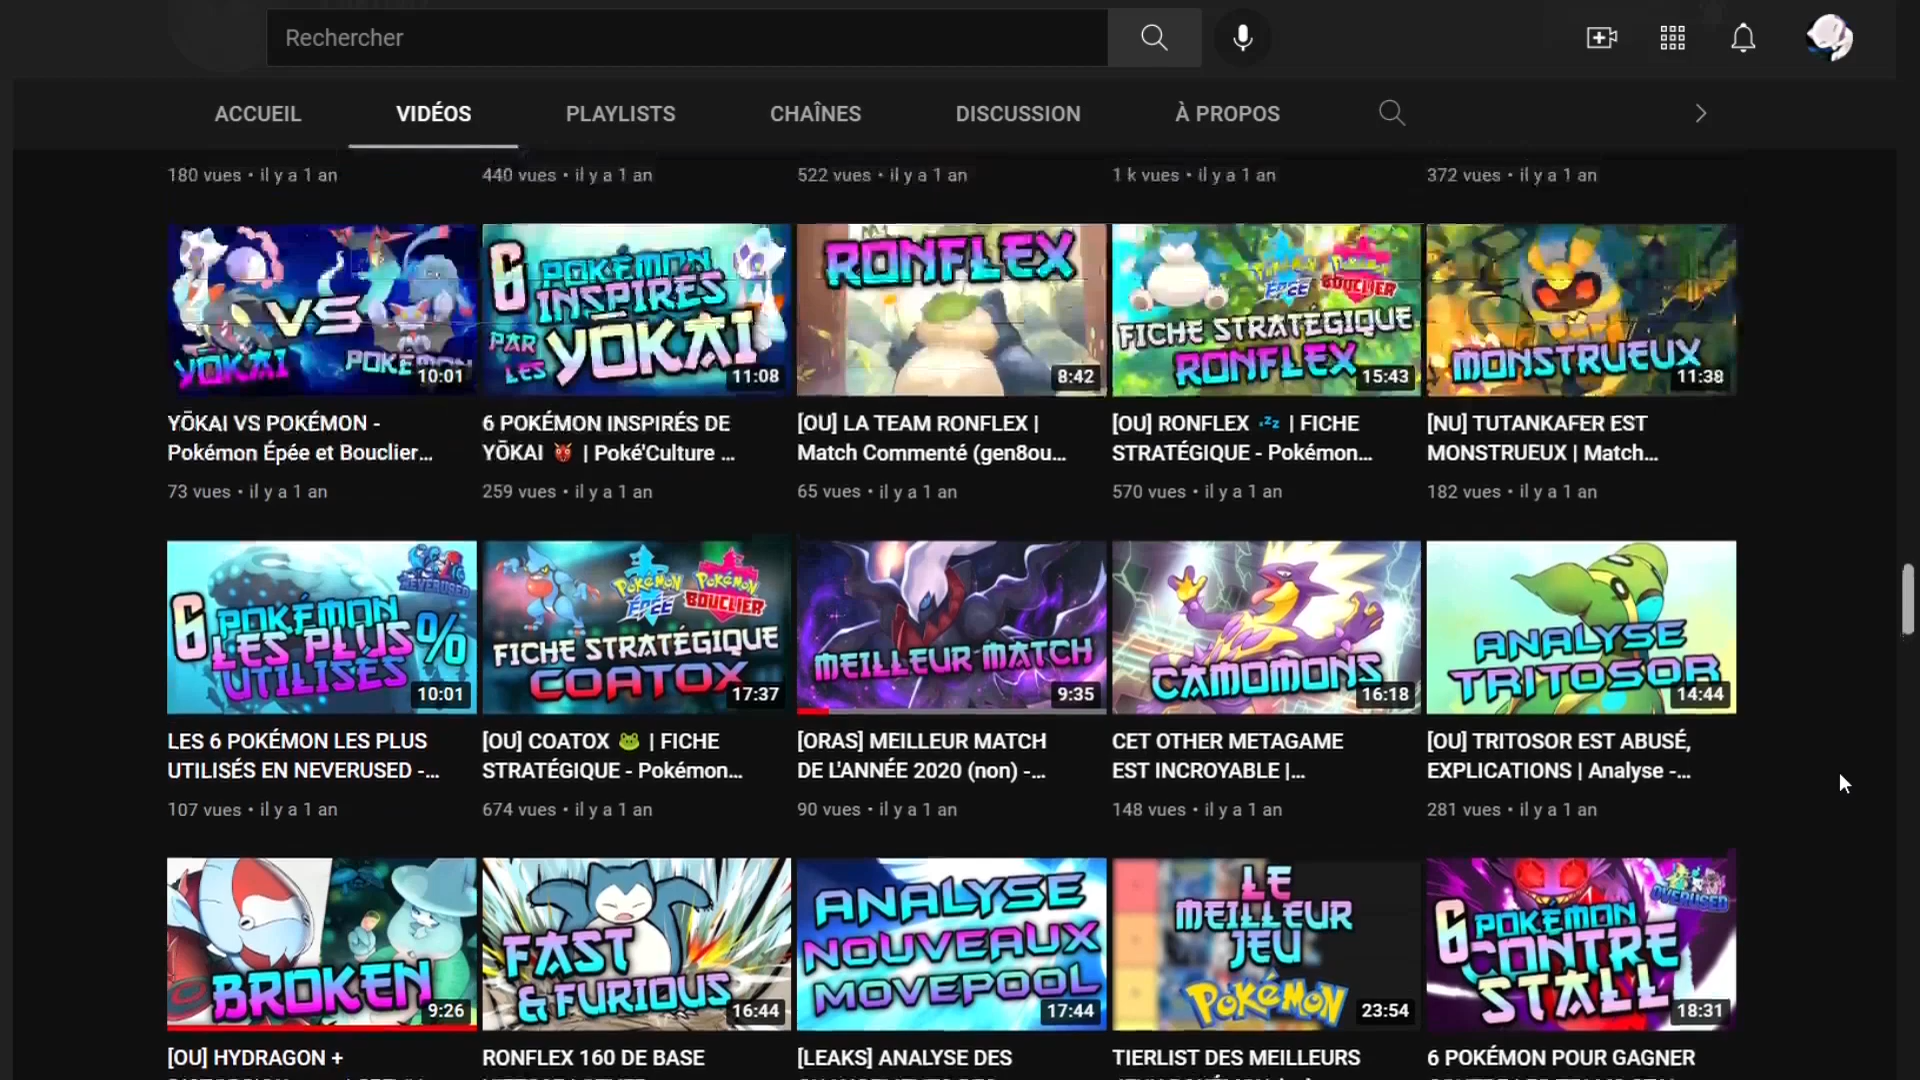 Rechercher
ACCUEIL VIDÉOS PLAYLISTS CHAÎNES DISCUSSION À PROPOS
180 vues • il y a 1 an
440 vues • il y a 1 an
522 vues • il y a 1 an
1 k vues • il y a 1 an
372 vues • il y a 1 an
VS
YŌKAI
POKÉMON
10:01
YŌKAI VS POKÉMON -
Pokémon Épée et Bouclier...
73 vues • il y a 1 an
6 POKÉMON
INSPIRÉS
PAR
LES YŌKAI
11:08
6 POKÉMON INSPIRÉS DE
YŌKAI 👹 | Poké'Culture ...
259 vues • il y a 1 an
RONFLEX
8:42
[OU] LA TEAM RONFLEX |
Match Commenté (gen8ou...
65 vues • il y a 1 an
POKÉMON ÉPÉE
POKÉMON BOUCLIER
FICHE STRATÉGIQUE
RONFLEX
15:43
[OU] RONFLEX 💤 | FICHE
STRATÉGIQUE - Pokémon...
570 vues • il y a 1 an
MONSTRUEUX
11:38
[NU] TUTANKAFER EST
MONSTRUEUX | Match...
182 vues • il y a 1 an
NEVERUSED
6 POKÉMON
LES PLUS
UTILISÉS %
10:01
LES 6 POKÉMON LES PLUS
UTILISÉS EN NEVERUSED -...
107 vues • il y a 1 an
POKÉMON ÉPÉE
POKÉMON BOUCLIER
FICHE STRATÉGIQUE
COATOX
17:37
[OU] COATOX 🐸 | FICHE
STRATÉGIQUE - Pokémon...
674 vues • il y a 1 an
MEILLEUR MATCH
9:35
[ORAS] MEILLEUR MATCH
DE L'ANNÉE 2020 (non) -...
90 vues • il y a 1 an
CAMOMONS
16:18
CET OTHER METAGAME
EST INCROYABLE |...
148 vues • il y a 1 an
ANALYSE
TRITOSOR
14:44
[OU] TRITOSOR EST ABUSÉ,
EXPLICATIONS | Analyse -...
281 vues • il y a 1 an
BROKEN
9:26
[OU] HYDRAGON +
FAST
& FURIOUS
16:44
RONFLEX 160 DE BASE
ANALYSE
NOUVEAUX
MOVEPOOL
17:44
[LEAKS] ANALYSE DES
LE
MEILLEUR
JEU
POKÉMON
23:54
TIERLIST DES MEILLEURS
OVERUSED
6 POKÉMON
CONTRE
STALL
18:31
6 POKÉMON POUR GAGNER